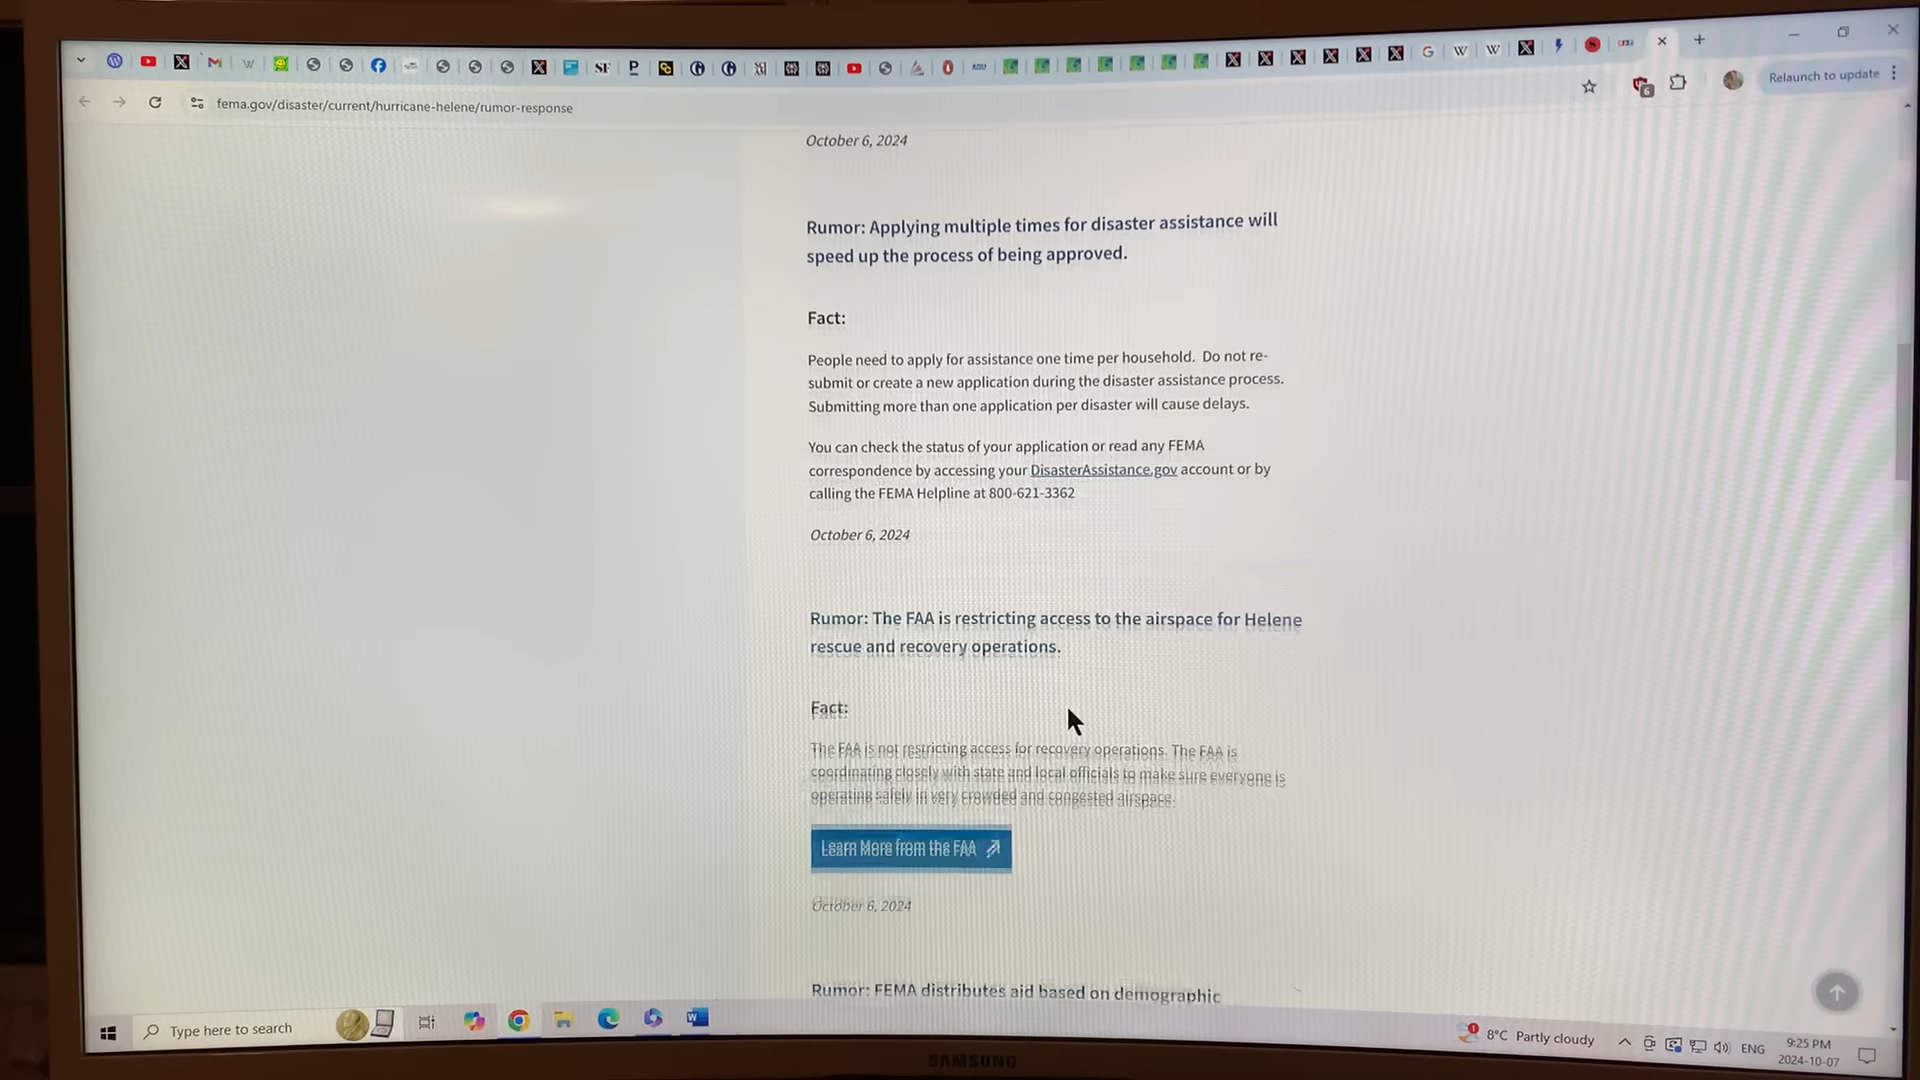 Relaunch to update
fema.gov/disaster/current/hurricane-helene/rumor-response
October 6, 2024
Rumor: Applying multiple times for disaster assistance will
speed up the process of being approved.
Fact:
People need to apply for assistance one time per household. Do not re-
submit or create a new application during the disaster assistance process.
Submitting more than one application per disaster will cause delays.
You can check the status of your application or read any FEMA
correspondence by accessing your DisasterAssistance.gov account or by
calling the FEMA Helpline at 800-621-3362
October 6, 2024
Rumor: The FAA is restricting access to the airspace for Helene
rescue and recovery operations.
Fact:
The FAA is not restricting access for recovery operations. The FAA is
coordinating closely with state and local officials to make sure everyone is
operating safely in very crowded and congested airspace.
Learn More from the FAA
October 6, 2024
Rumor: FEMA distributes aid based on demographic
Type here to search
8°C Partly cloudy
ENG
9:25 PM
2024-10-07
SAMSUNG